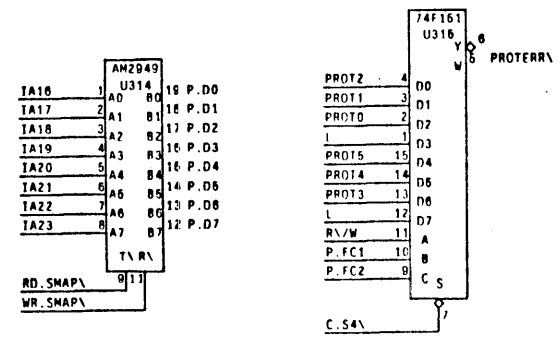 AM2949
U314
IA16 1 A0 B0 19 P.D0
IA17 2 A1 B1 18 P.D1
IA18 3 A2 B2 17 P.D2
IA19 4 A3 B3 16 P.D3
IA20 5 A4 B4 15 P.D4
IA21 6 A5 B5 14 P.D5
IA22 7 A6 B6 13 P.D6
IA23 8 A7 B7 12 P.D7
T\ R\
9 11
RD.SMAP\
WR.SMAP\
74F161
U316
Y 6
W 5 PROTERR\
PROT2 4 D0
PROT1 3 D1
PROT0 2 D2
L 1 D3
PROT5 15 D4
PROT4 14 D5
PROT3 13 D6
L 12 D7
R\/W 11 A
P.FC1 10 B
P.FC2 9 C S
7
C.S4\